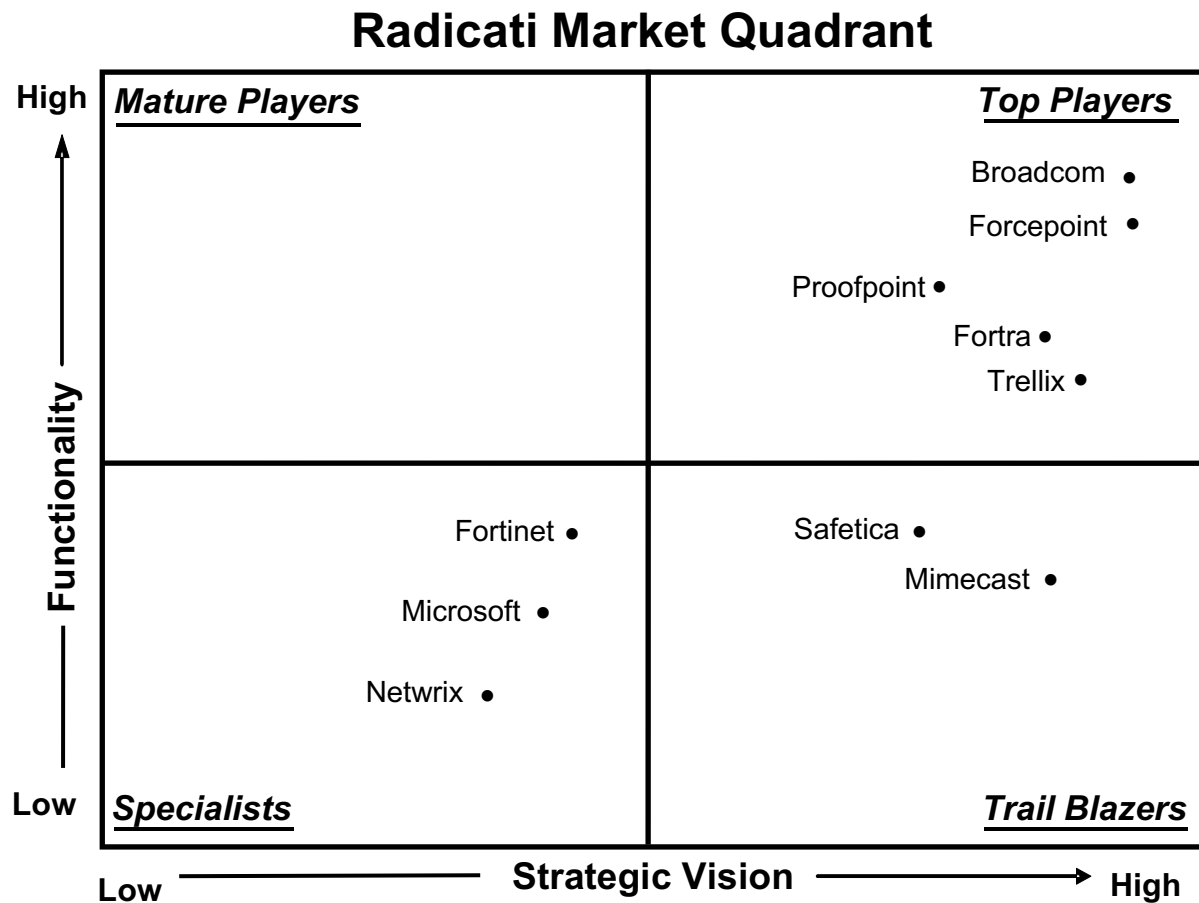 Radicati Market Quadrant
High
Mature Players
Top Players
Broadcom
Forcepoint
Proofpoint
Fortra
Trellix
Functionality
Fortinet
Safetica
Mimecast
Microsoft
Netwrix
Low
Specialists
Trail Blazers
Low
Strategic Vision
High